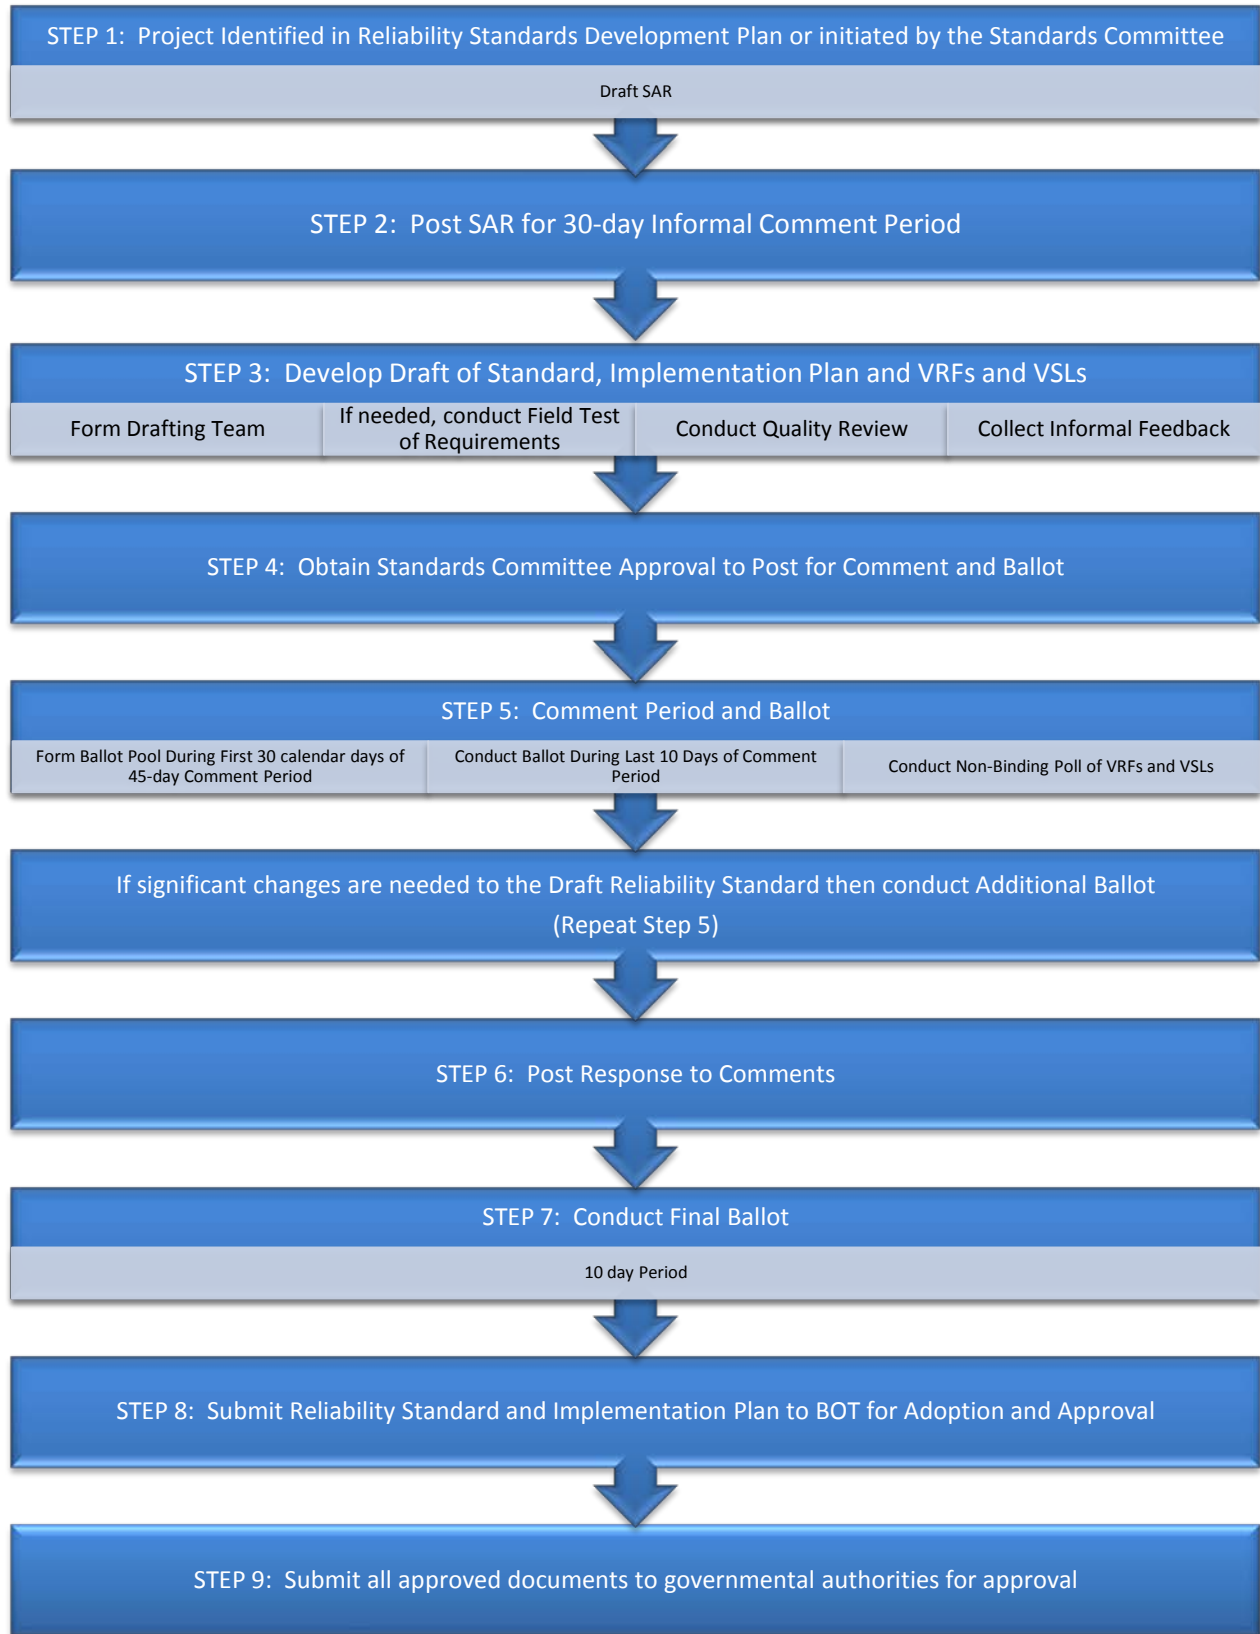 STEP 1: Project Identified in Reliability Standards Development Plan or initiated by the Standards Committee
Draft SAR
STEP 2: Post SAR for 30-day Informal Comment Period
STEP 3: Develop Draft of Standard, Implementation Plan and VRFs and VSLs
Form Drafting Team
If needed, conduct Field Test
of Requirements
Conduct Quality Review
Collect Informal Feedback
STEP 4: Obtain Standards Committee Approval to Post for Comment and Ballot
STEP 5: Comment Period and Ballot
Form Ballot Pool During First 30 calendar days of
45-day Comment Period
Conduct Ballot During Last 10 Days of Comment
Period
Conduct Non-Binding Poll of VRFs and VSLs
If significant changes are needed to the Draft Reliability Standard then conduct Additional Ballot
(Repeat Step 5)
STEP 6: Post Response to Comments
STEP 7: Conduct Final Ballot
10 day Period
STEP 8: Submit Reliability Standard and Implementation Plan to BOT for Adoption and Approval
STEP 9: Submit all approved documents to governmental authorities for approval